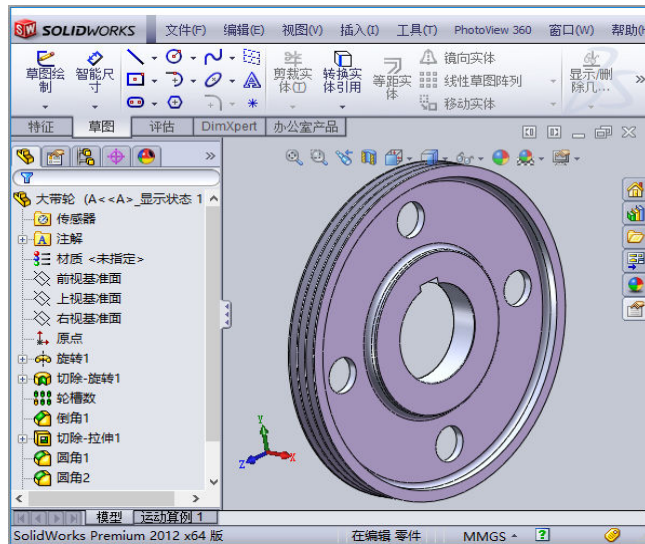 SOLIDWORKS 文件(F) 编辑(E) 视图(V) 插入(I) 工具(T) PhotoView 360 窗口(W) 帮助(H
草图绘制 智能尺寸 剪裁实体(T) 转换实体引用 等距实体 镜向实体 显示/删除几...
线性草图阵列
移动实体
特征 草图 评估 DimXpert 办公室产品
大带轮 (A<<A>_显示状态 1
传感器
注解
材质 <未指定>
前视基准面
上视基准面
右视基准面
原点
旋转1
切除-旋转1
轮槽数
倒角1
切除-拉伸1
圆角1
圆角2
Y
Z X
模型 运动算例 1
SolidWorks Premium 2012 x64 版 在编辑 零件 MMGS